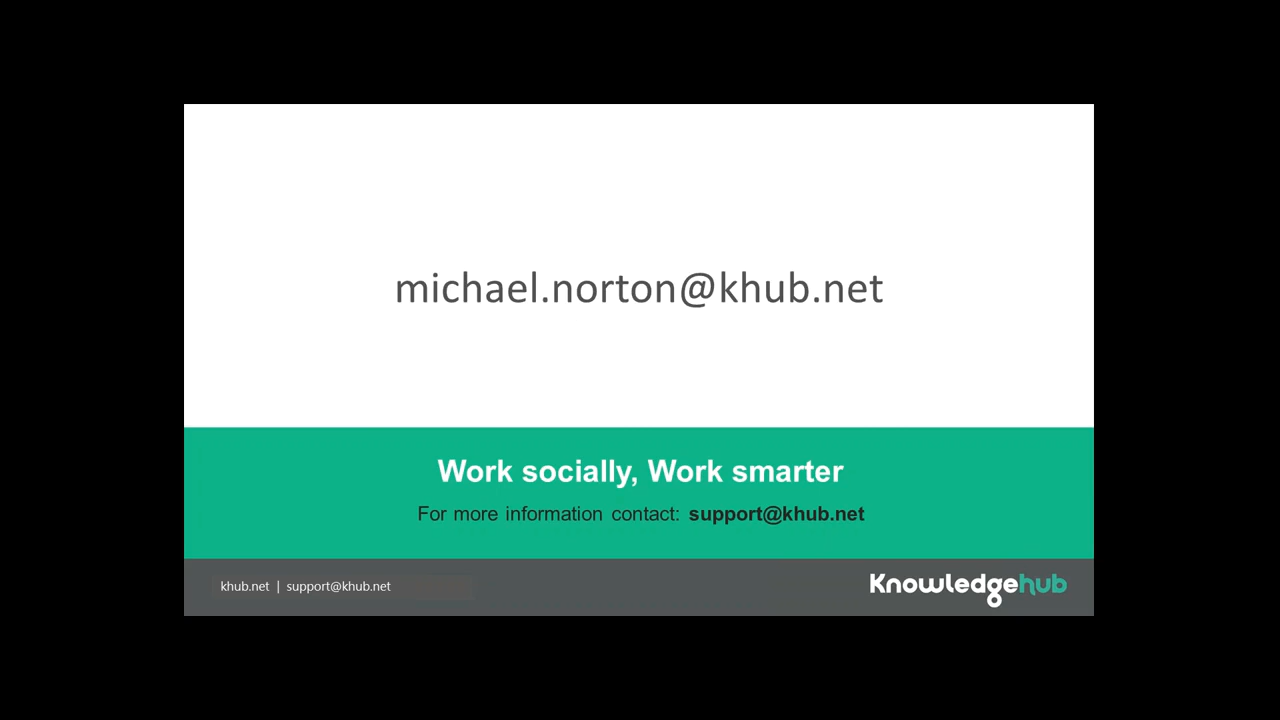 michael.norton@khub.net
Work socially, Work smarter
For more information contact: support@khub.net
khub.net | support@khub.net
Knowledgehub